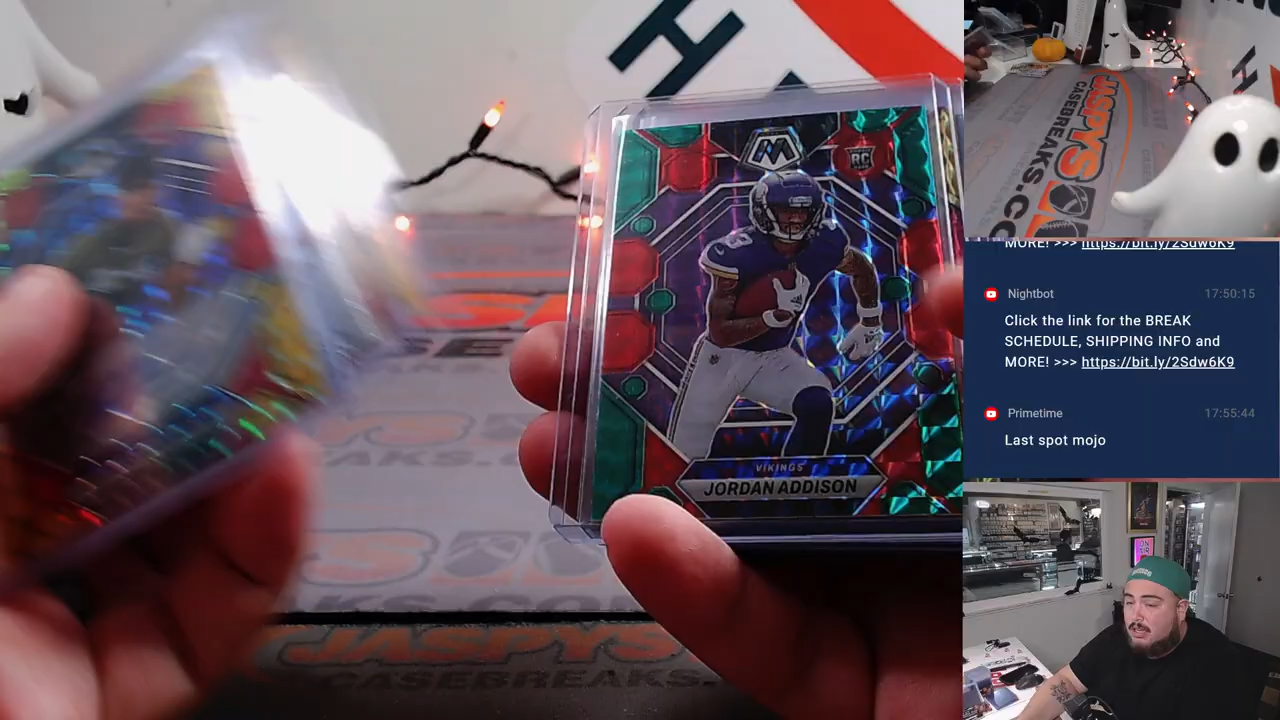 H
RC
3
VIKINGS
JORDAN ADDISON
JASPYS
CASEBREAKS.COM
JASPYS
CASEBREAKS.CO
MORE! >>> https://bit.ly/2Sdw6K9
Nightbot 17:50:15
Click the link for the BREAK
SCHEDULE, SHIPPING INFO and
MORE! >>> https://bit.ly/2Sdw6K9
Primetime 17:55:44
Last spot mojo